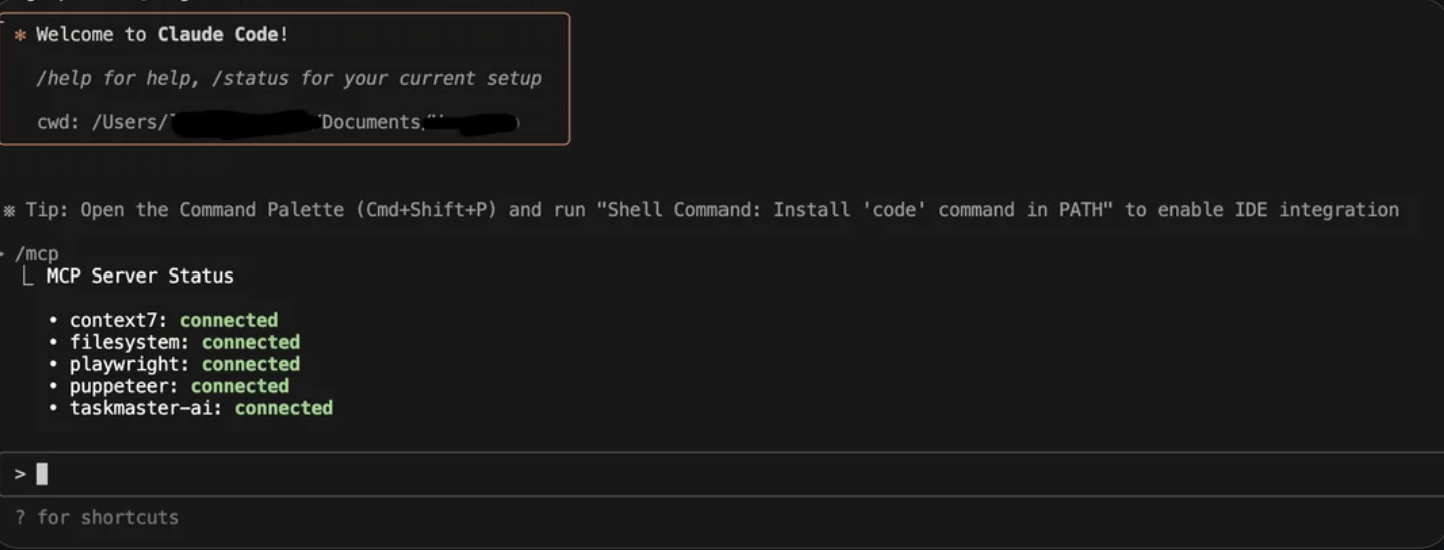 * Welcome to Claude Code!
/help for help, /status for your current setup
cwd: /Users/ /Documents/
※ Tip: Open the Command Palette (Cmd+Shift+P) and run "Shell Command: Install 'code' command in PATH" to enable IDE integration
> /mcp
⎿ MCP Server Status
• context7: connected
• filesystem: connected
• playwright: connected
• puppeteer: connected
• taskmaster-ai: connected
>
? for shortcuts